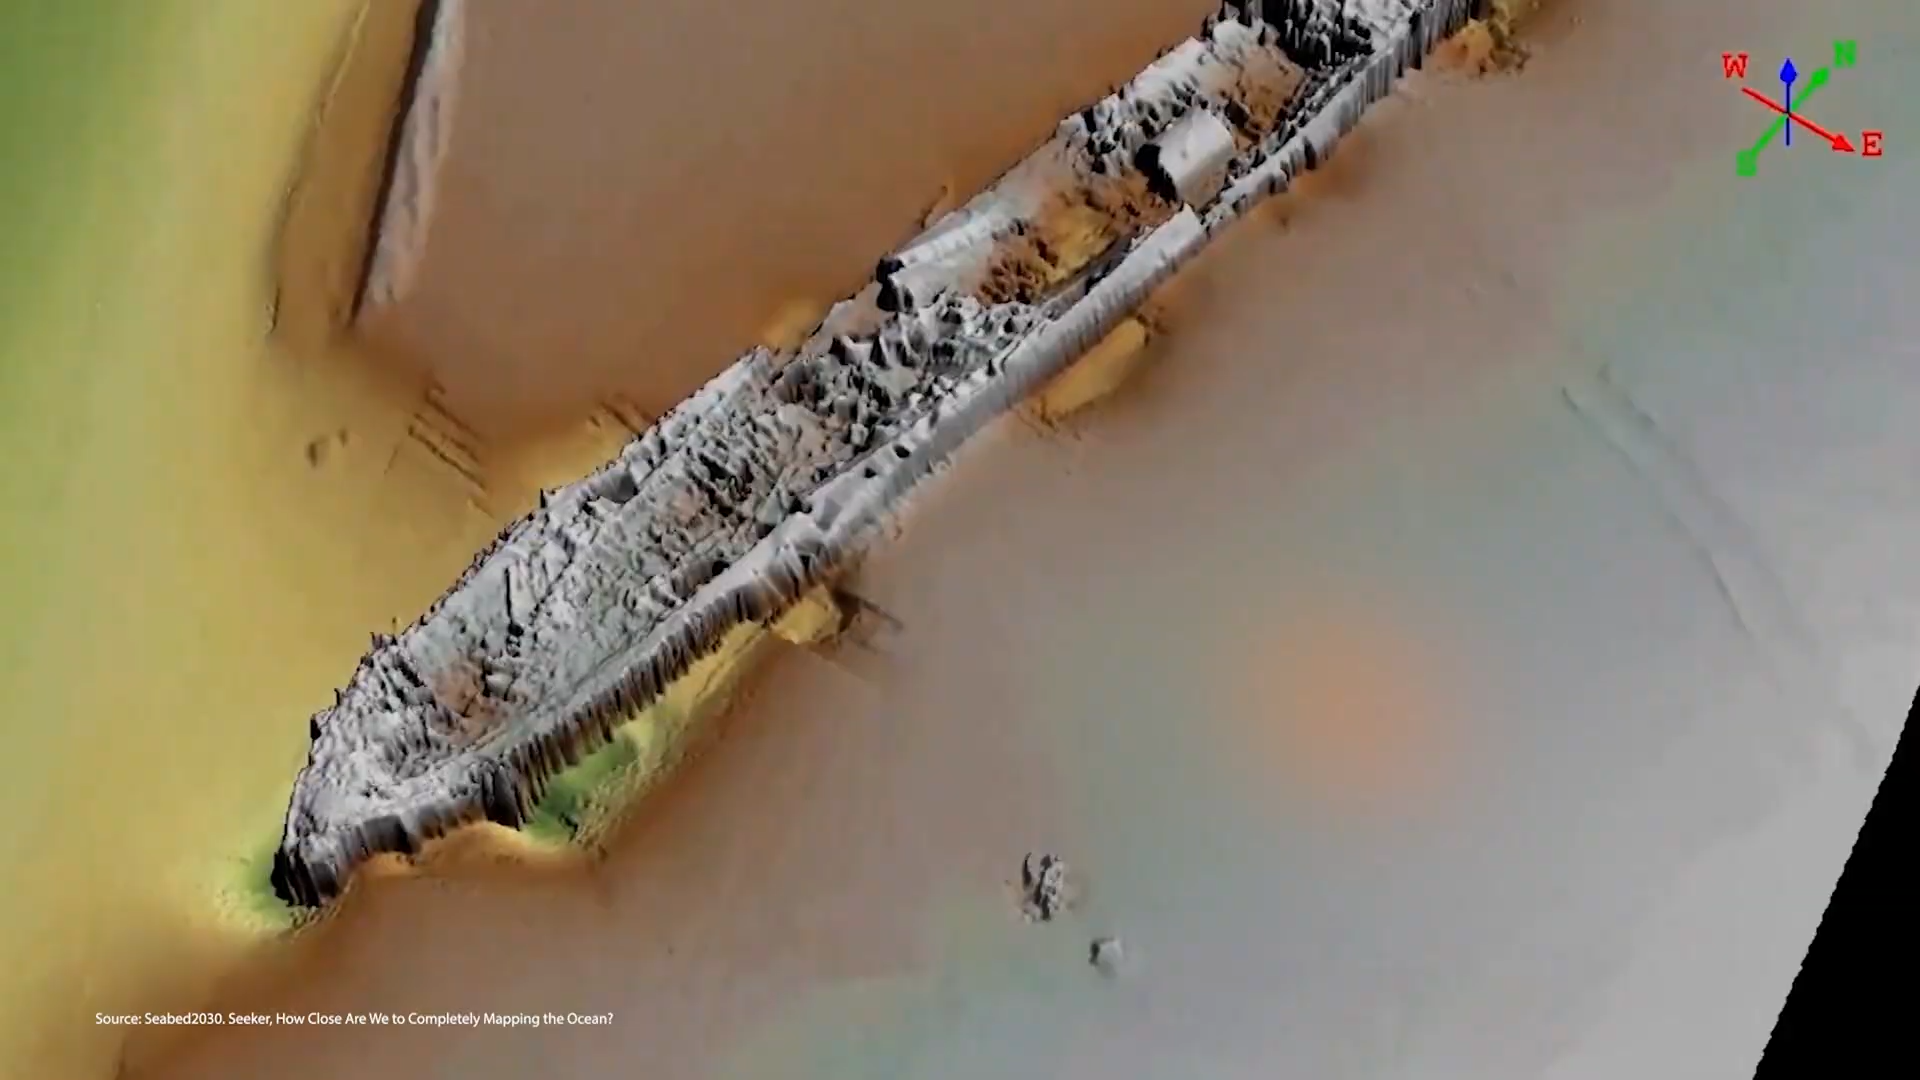 W
N
E
S
Source: Seabed2030. Seeker, How Close Are We to Completely Mapping the Ocean?